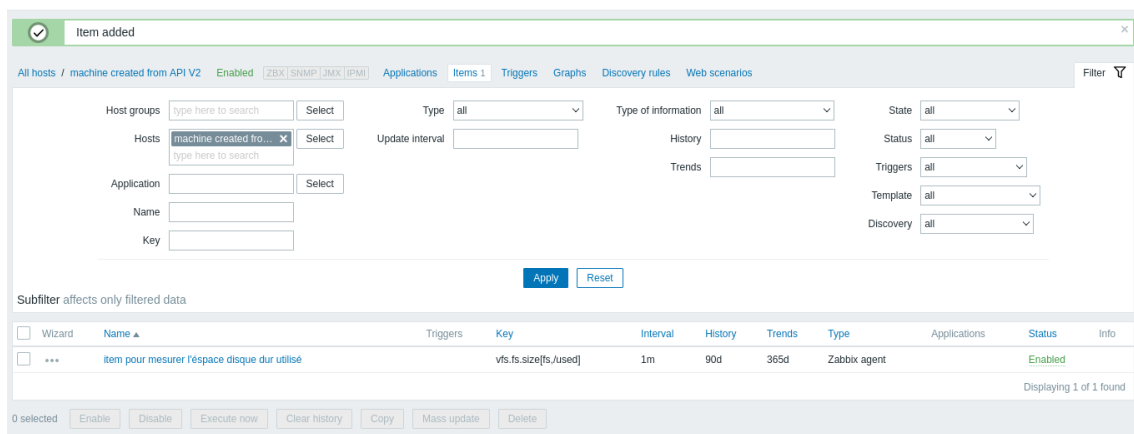 Item added ×
All hosts / machine created from API V2 Enabled ZBX SNMP JMX IPMI Applications Items 1 Triggers Graphs Discovery rules Web scenarios Filter
Host groups type here to search Select Type all Type of information all State all
Hosts machine created fro... × Select Update interval History Status all
type here to search
Trends Triggers all
Application Select
Template all
Name
Discovery all
Key
Apply Reset
Subfilter affects only filtered data
Wizard Name Triggers Key Interval History Trends Type Applications Status Info
item pour mesurer l'éspace disque dur utilisé vfs.fs.size[fs,/used] 1m 90d 365d Zabbix agent Enabled
Displaying 1 of 1 found
0 selected Enable Disable Execute now Clear history Copy Mass update Delete